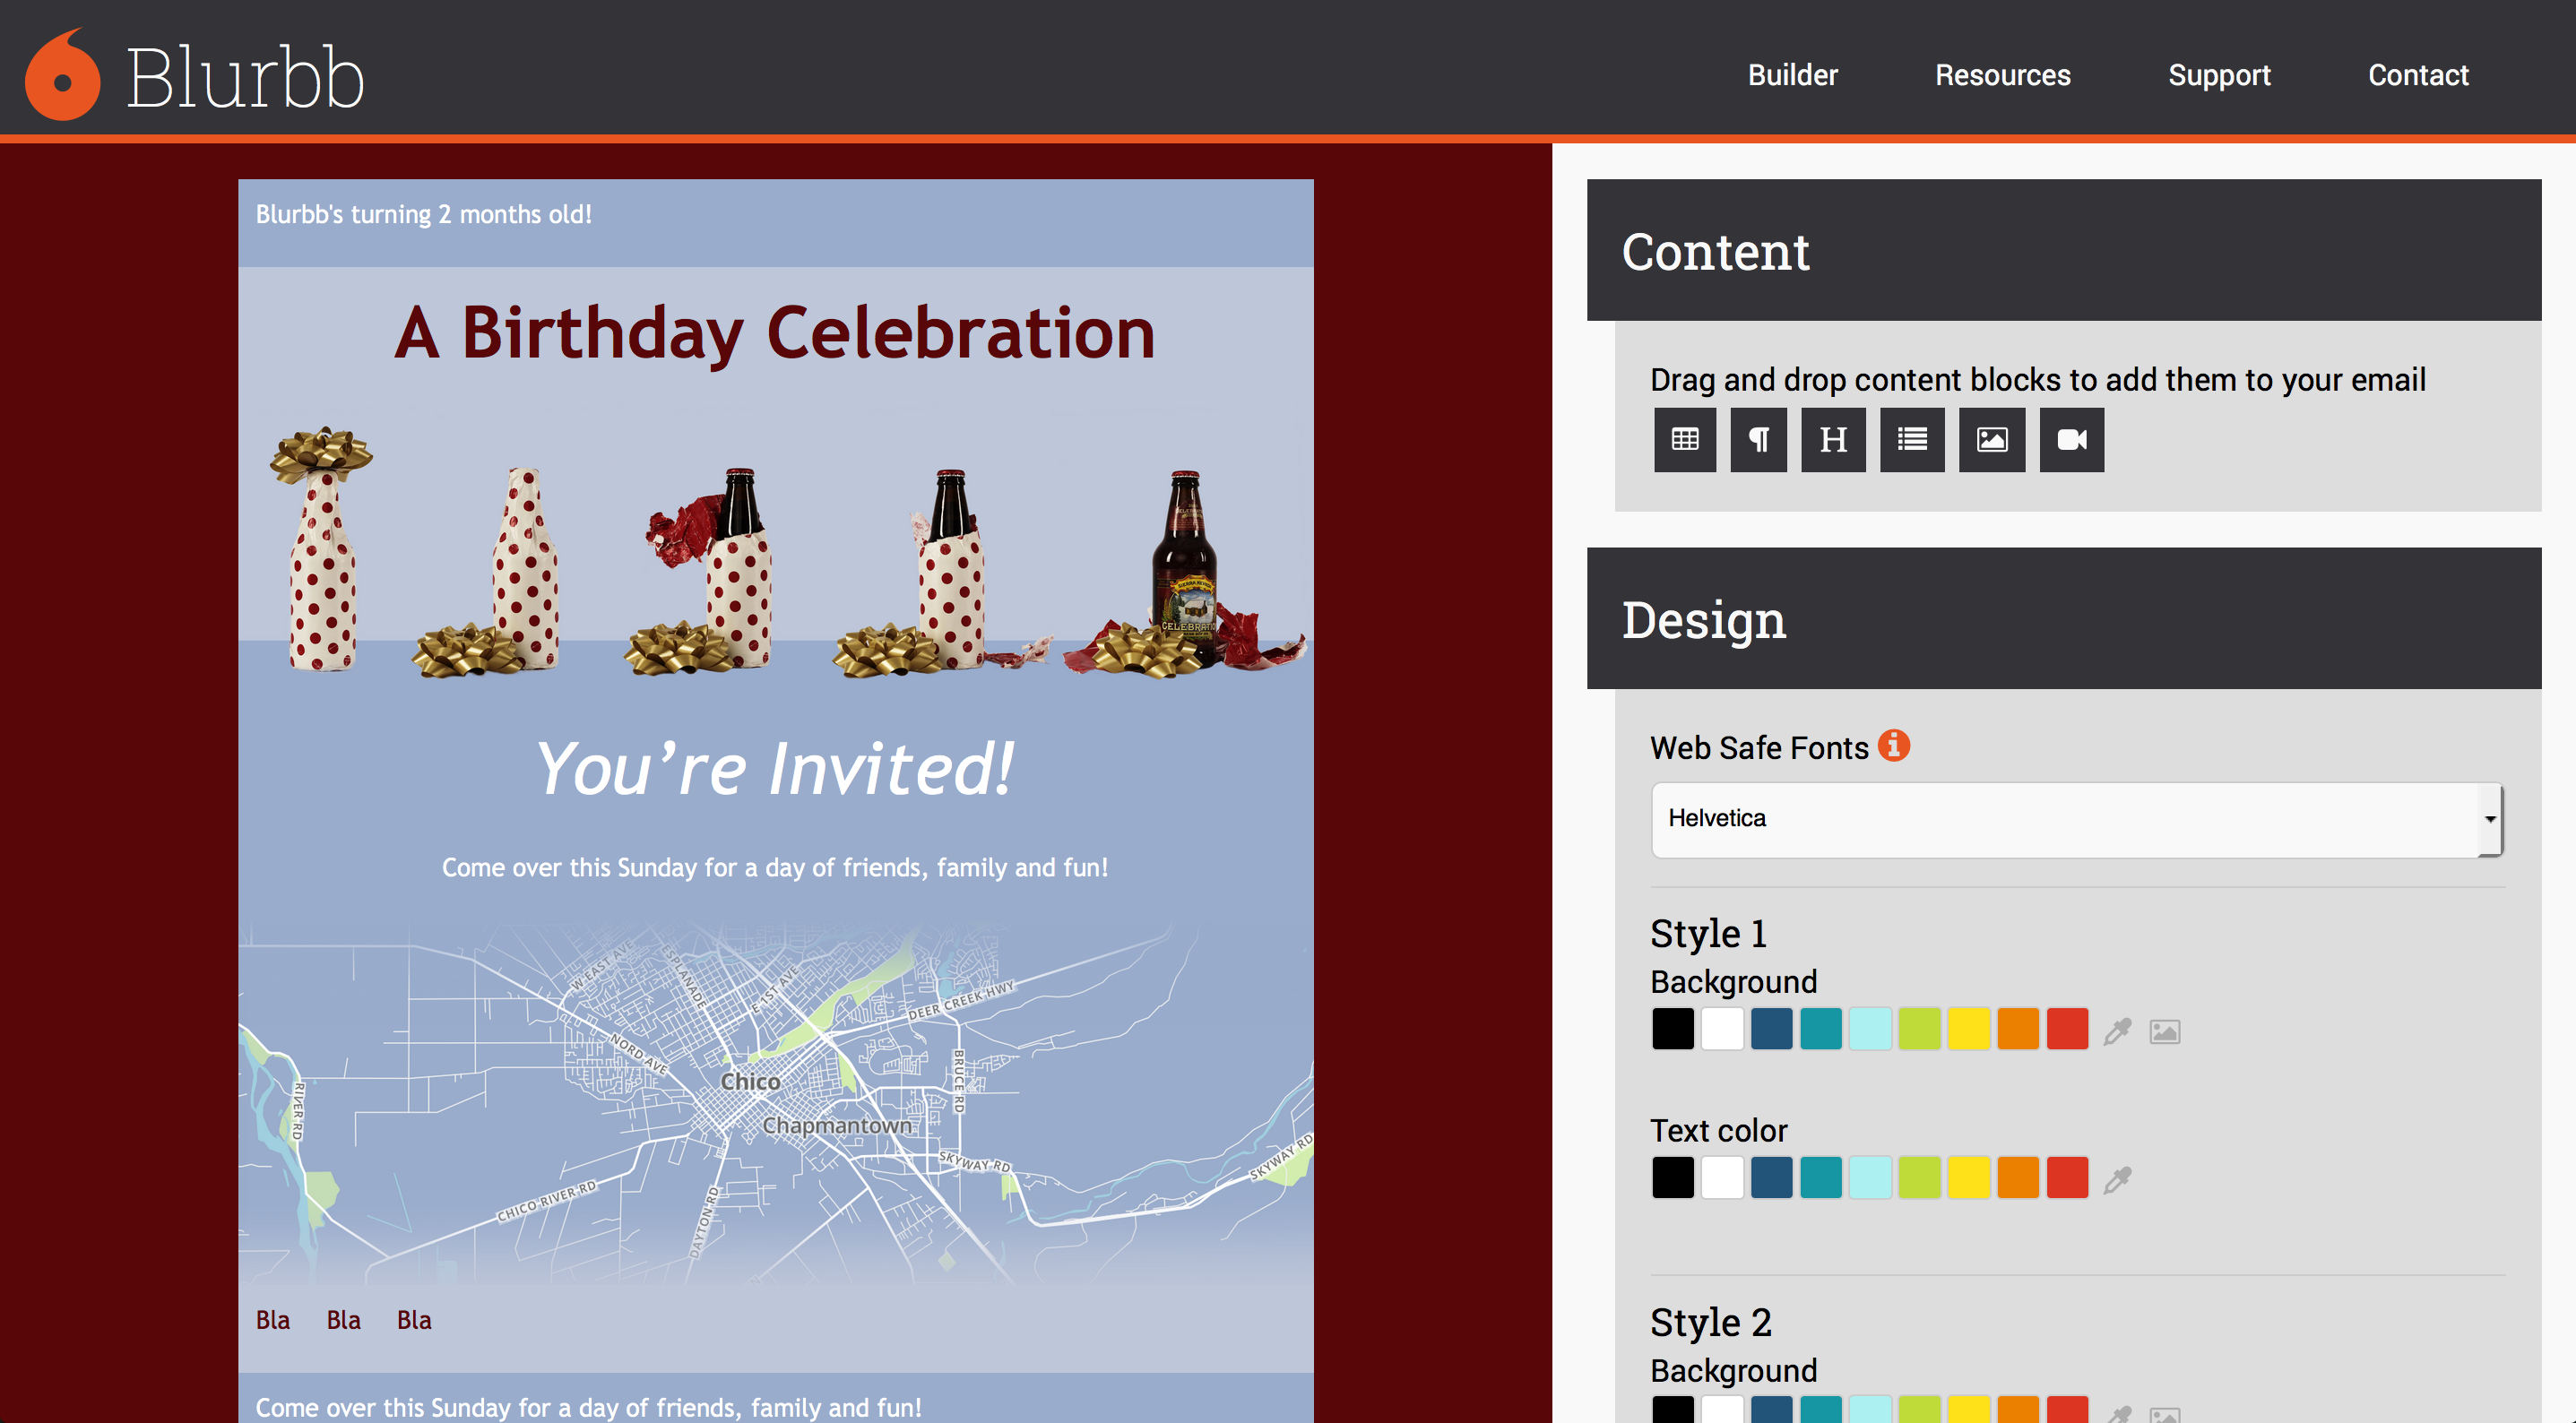 Blurbb
Builder Resources Support Contact
Blurbb's turning 2 months old!
A Birthday Celebration
SIERRA NEVADA
CELEBRATION
You’re Invited!
Come over this Sunday for a day of friends, family and fun!
W EAST AVE
ESPLANADE
E 1ST AVE
DEER CREEK HWY
NORD AVE
BRUCE RD
Chico
RIVER RD
Chapmantown
SKYWAY RD
SKYWAY RD
CHICO RIVER RD
DAYTON RD
Bla Bla Bla
Come over this Sunday for a day of friends, family and fun!
Content
Drag and drop content blocks to add them to your email
H
Design
Web Safe Fonts
Helvetica
Style 1
Background
Text color
Style 2
Background